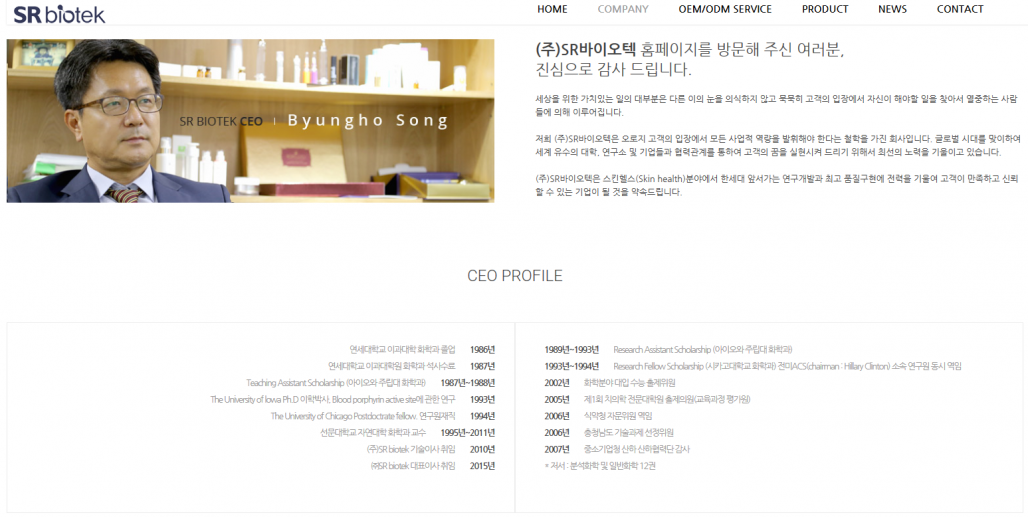 SR biotek
HOME COMPANY OEM/ODM SERVICE PRODUCT NEWS CONTACT
SR BIOTEK CEO | Byungho Song
(주)SR바이오텍 홈페이지를 방문해 주신 여러분,
진심으로 감사 드립니다.
세상을 위한 가치있는 일의 대부분은 다른 이의 눈을 의식하지 않고 묵묵히 고객의 입장에서 자신이 해야할 일을 찾아서 열중하는 사람
들에 의해 이루어집니다.
저희 (주)SR바이오텍은 오로지 고객의 입장에서 모든 사업적 역량을 발휘해야 한다는 철학을 가진 회사입니다. 글로벌 시대를 맞이하여
세계 유수의 대학, 연구소 및 기업들과 협력관계를 통하여 고객의 꿈을 실현시켜 드리기 위해서 최선의 노력을 기울이고 있습니다.
(주)SR바이오텍은 스킨헬스(Skin health)분야에서 한세대 앞서가는 연구개발과 최고 품질구현에 전력을 기울여 고객이 만족하고 신뢰
할 수 있는 기업이 될 것을 약속드립니다.
CEO PROFILE
연세대학교 이과대학 화학과 졸업 1986년
연세대학교 이과대학원 화학과 석사수료 1987년
Teaching Assistant Scholarship (아이오와 주립대 화학과) 1987년~1988년
The University of Iowa Ph.D 이학박사, Blood porphyrin active site에 관한 연구 1993년
The University of Chicago Postdoctrate fellow. 연구원재직 1994년
선문대학교 자연대학 화학과 교수 1995년~2011년
(주)SR biotek 기술이사 취임 2010년
㈜SR biotek 대표이사 취임 2015년
1989년~1993년 Research Assistant Scholarship (아이오와 주립대 화학과)
1993년~1994년 Research Fellow Scholarship (시카고대학교 화학과) 전미ACS(chairman : Hillary Clinton) 소속 연구원 동시 역임
2002년 화학분야 대입 수능 출제위원
2005년 제1회 치의학 전문대학원 출제의원(교육과정 평가원)
2006년 식약청 자문위원 역임
2006년 충청남도 기술과제 선정위원
2007년 중소기업청 산하 산학협력단 감사
* 저서 : 분석화학 및 일반화학 12권